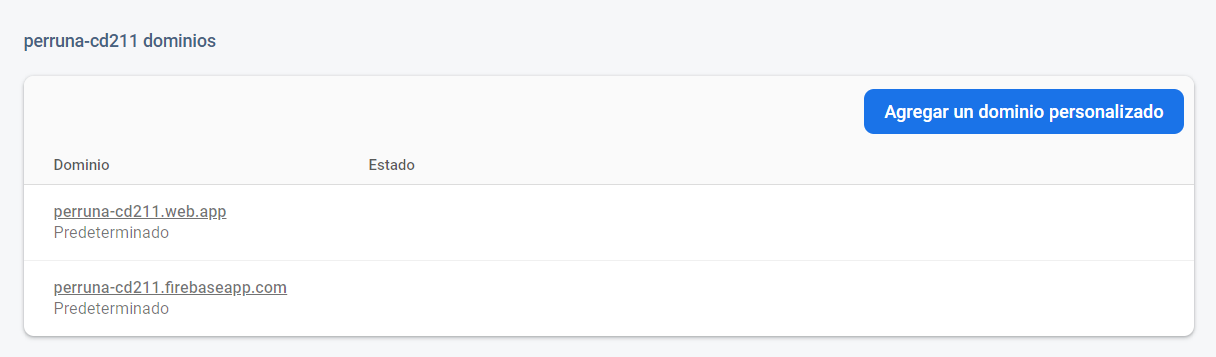 perruna-cd211 dominios
Agregar un dominio personalizado
Dominio Estado
perruna-cd211.web.app
Predeterminado
perruna-cd211.firebaseapp.com
Predeterminado